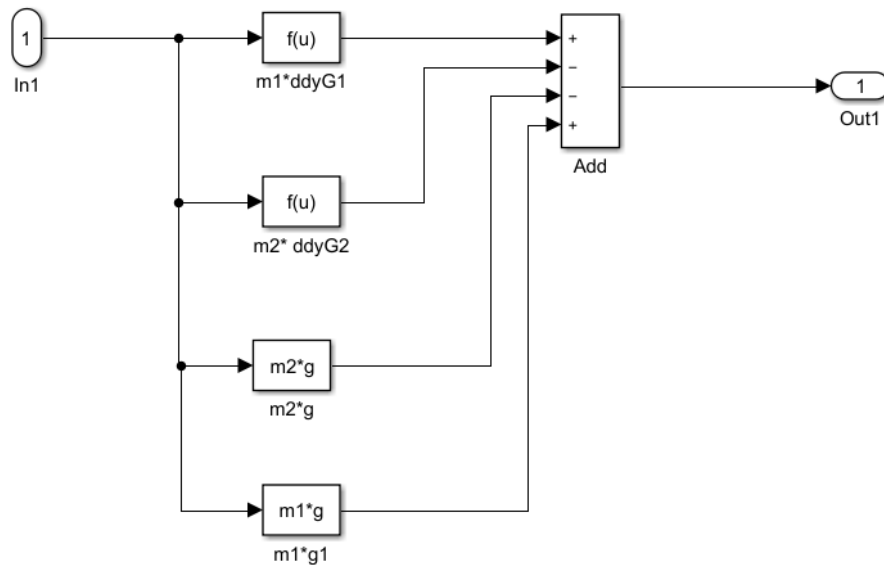 1
In1
f(u)
m1*ddyG1
+
−
−
+
Add
1
Out1
f(u)
m2* ddyG2
m2*g
m2*g
m1*g
m1*g1